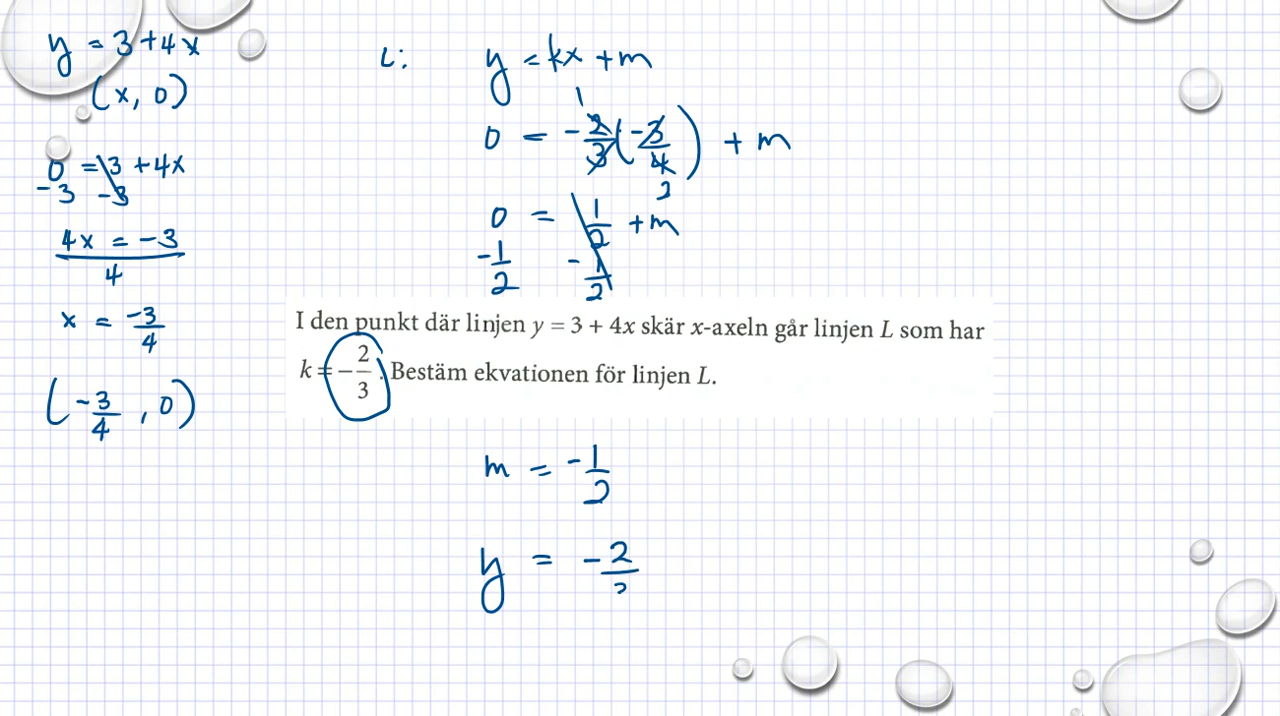 y = 3 + 4x
(x, 0)
0 = 3 + 4x
-3 -3
4x = -3
4
x = -3/4
(-3/4, 0)
L: y = kx + m
1
0 = -2/3(-3/4) + m
2
0 = 1/2 + m
-1/2 -1/2
I den punkt där linjen y = 3 + 4x skär x-axeln går linjen L som har
k = -2/3. Bestäm ekvationen för linjen L.
m = -1/2
y = -2